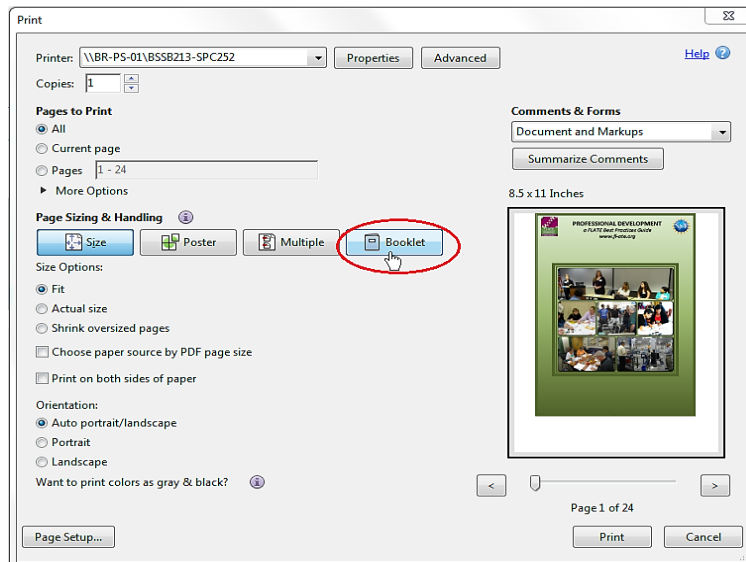 Print
Printer: \\BR-PS-01\BSSB213-SPC252 Properties Advanced Help
Copies: 1
Pages to Print
All
Current page
Pages 1 - 24
More Options
Comments & Forms
Document and Markups
Summarize Comments
8.5 x 11 Inches
Page Sizing & Handling
Size Poster Multiple Booklet
Size Options:
Fit
Actual size
Shrink oversized pages
Choose paper source by PDF page size
Print on both sides of paper
Orientation:
Auto portrait/landscape
Portrait
Landscape
Want to print colors as gray & black?
PROFESSIONAL DEVELOPMENT
a FLATE Best Practices Guide
www.fl-ate.org
< >
Page 1 of 24
Page Setup... Print Cancel